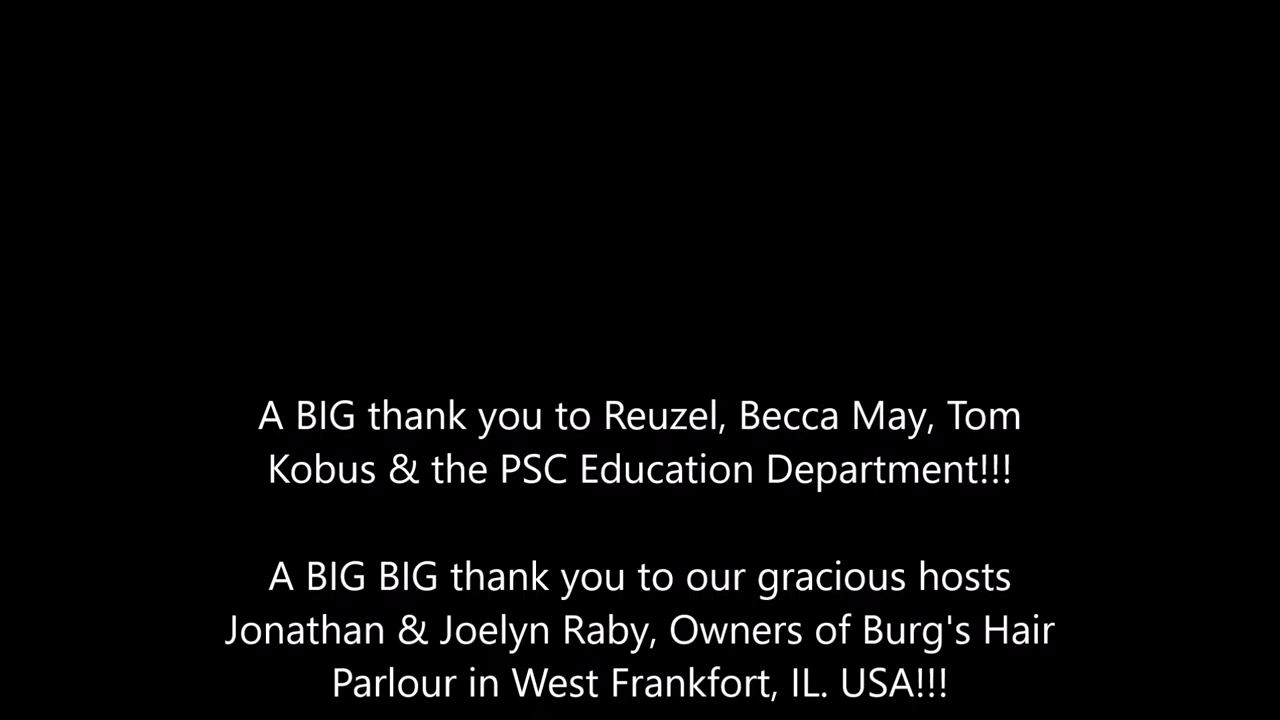 A BIG thank you to Reuzel, Becca May, Tom
Kobus & the PSC Education Department!!!
A BIG BIG thank you to our gracious hosts
Jonathan & Joelyn Raby, Owners of Burg's Hair
Parlour in West Frankfort, IL. USA!!!